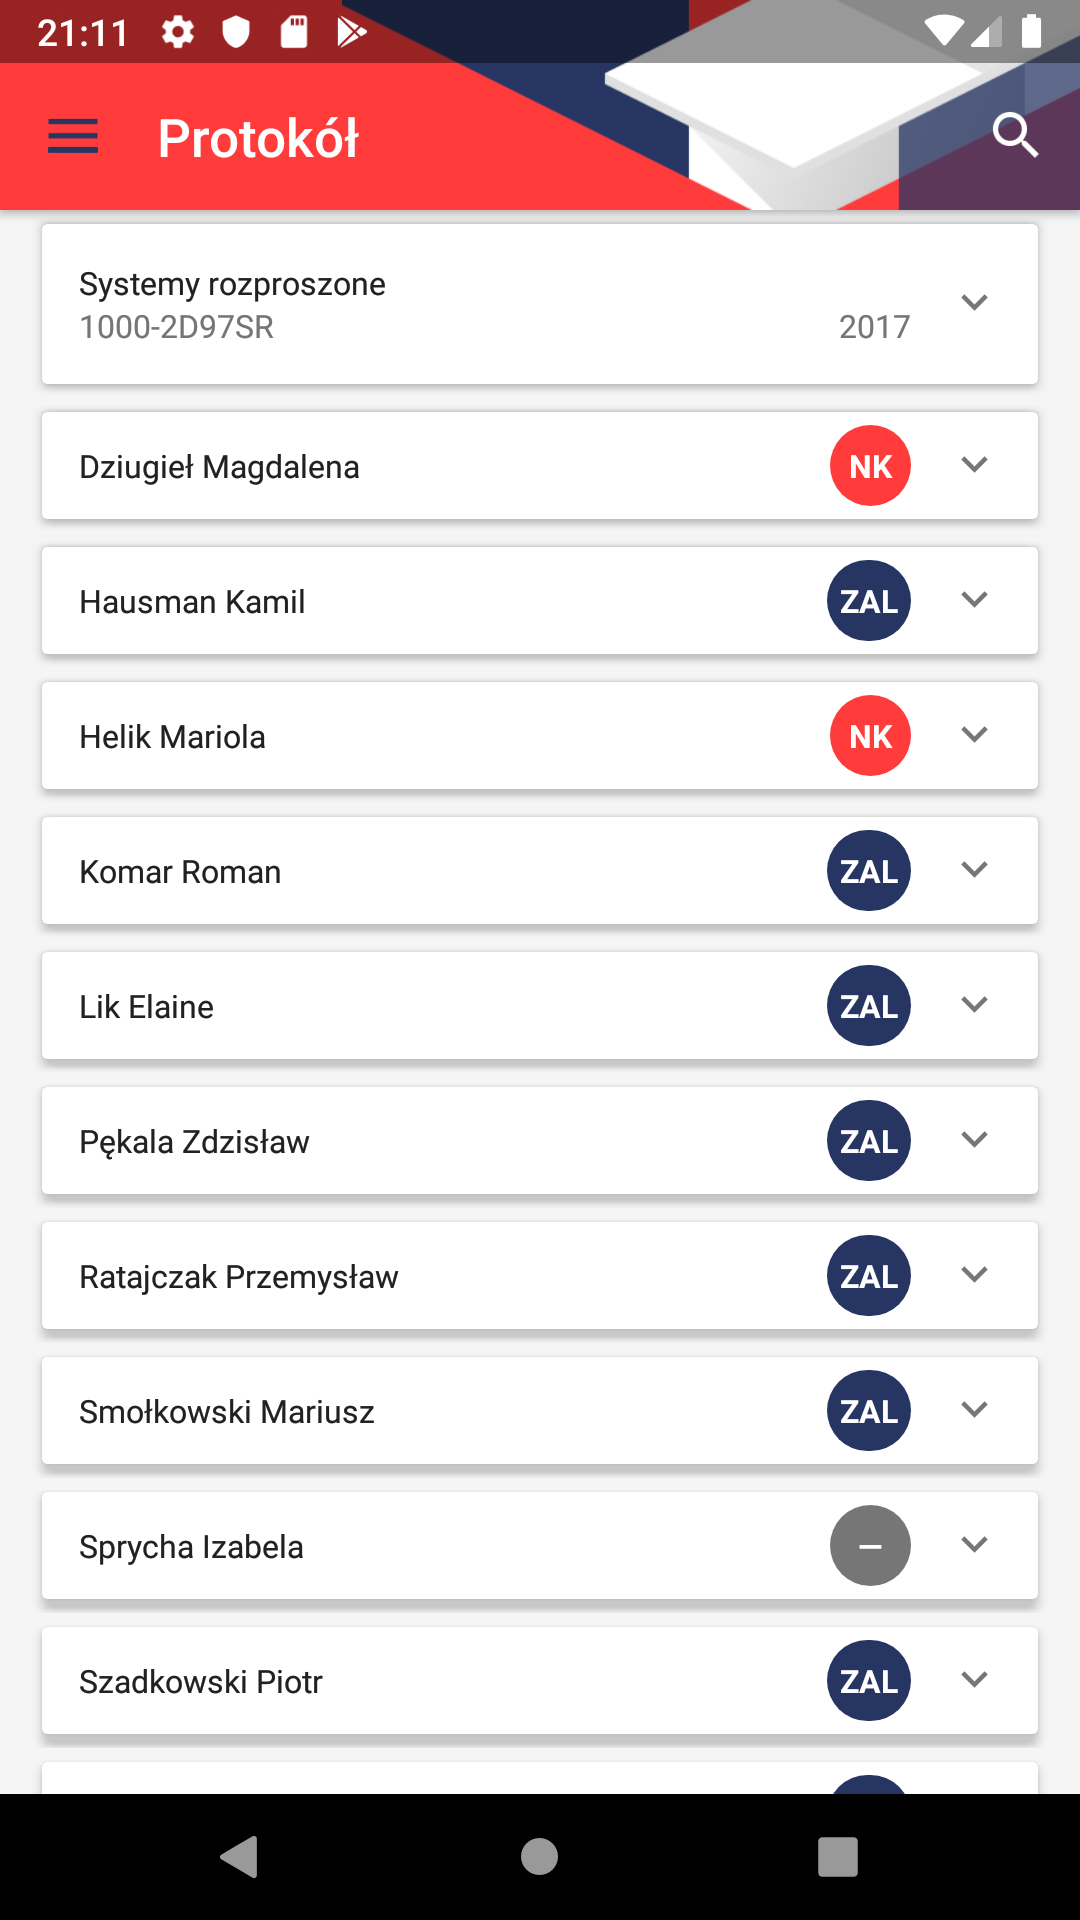 21:11
Protokół
Systemy rozproszone
1000-2D97SR 2017
Dziugieł Magdalena NK
Hausman Kamil ZAL
Helik Mariola NK
Komar Roman ZAL
Lik Elaine ZAL
Pękala Zdzisław ZAL
Ratajczak Przemysław ZAL
Smołkowski Mariusz ZAL
Sprycha Izabela –
Szadkowski Piotr ZAL